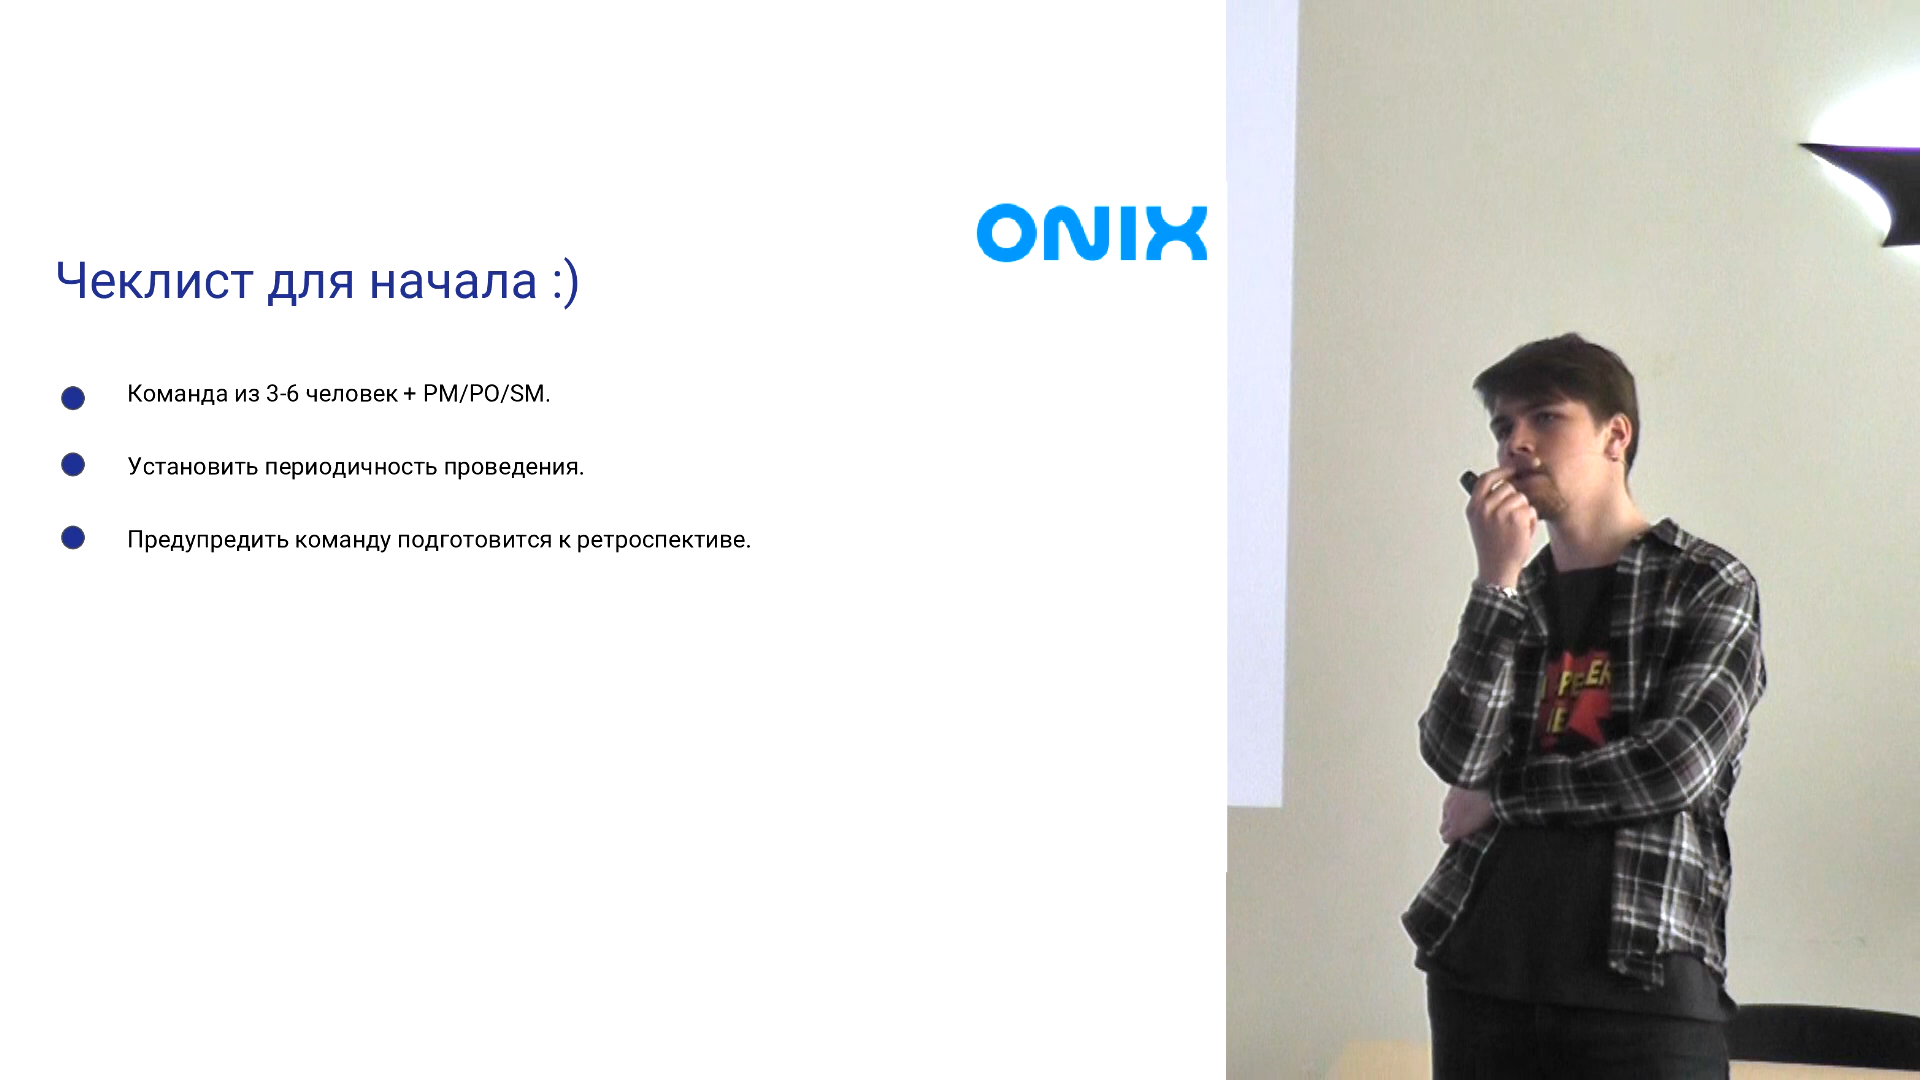 ONIX
Чеклист для начала :)
Команда из 3-6 человек + PM/PO/SM.
Установить периодичность проведения.
Предупредить команду подготовится к ретроспективе.